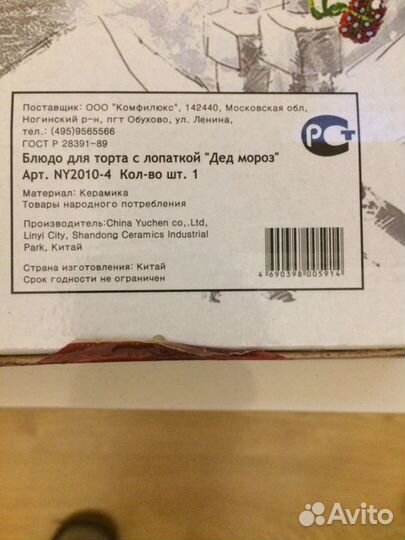 Поставщик: ООО "Комфилюкс", 142440, Московская обл,
Ногинский р-н, пгт Обухово, ул. Ленина,
тел.: (495)9565566
ГОСТ Р 28391-89
Блюдо для торта с лопаткой "Дед мороз"
Арт. NY2010-4 Кол-во шт. 1
Материал: Керамика
Товары народного потребления
Производитель:China Yuchen co,.Ltd,
Linyi City, Shandong Ceramics Industrial
Park, Китай
Страна изготовления: Китай
Срок годности не ограничен
4 690398 005914
РСТ
Avito